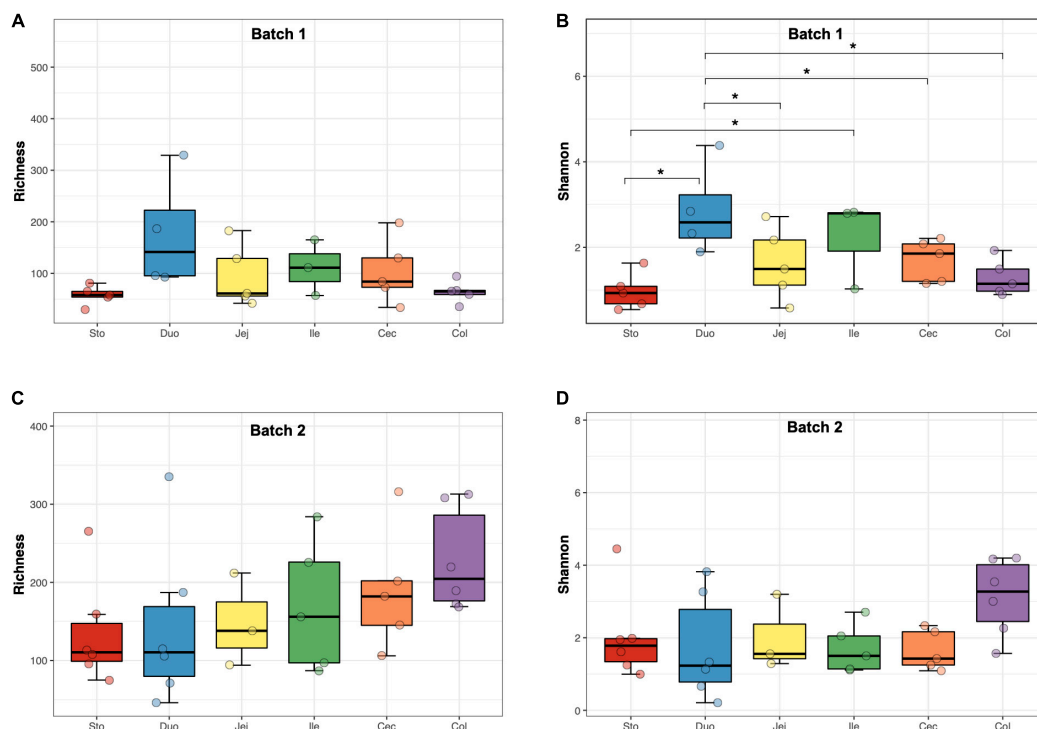 A
Batch 1
Richness
500
400
300
200
100
Sto Duo Jej Ile Cec Col
B
Batch 1
Shannon
6
4
2
*
*
*
*
*
Sto Duo Jej Ile Cec Col
C
Batch 2
Richness
400
300
200
100
Sto Duo Jej Ile Cec Col
D
Batch 2
Shannon
8
6
4
2
0
Sto Duo Jej Ile Cec Col